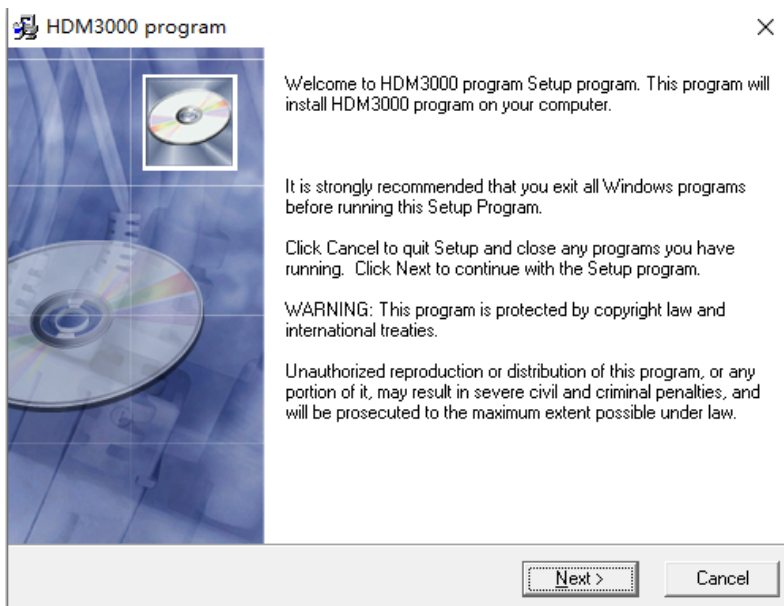 HDM3000 program
Welcome to HDM3000 program Setup program. This program will
install HDM3000 program on your computer.
It is strongly recommended that you exit all Windows programs
before running this Setup Program.
Click Cancel to quit Setup and close any programs you have
running. Click Next to continue with the Setup program.
WARNING: This program is protected by copyright law and
international treaties.
Unauthorized reproduction or distribution of this program, or any
portion of it, may result in severe civil and criminal penalties, and
will be prosecuted to the maximum extent possible under law.
Next >
Cancel